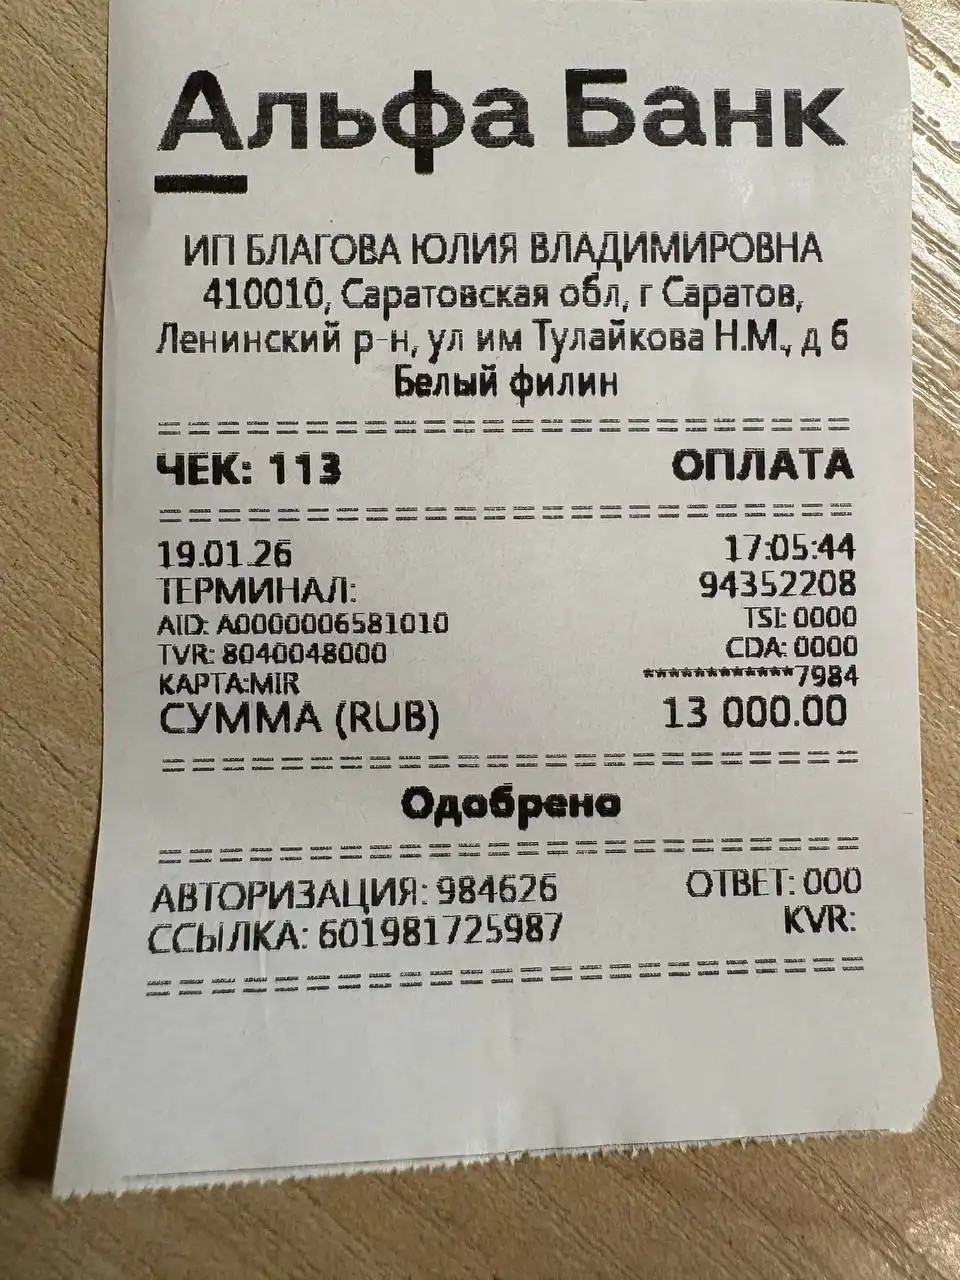 Альфа Банк
ИП БЛАГОВА ЮЛИЯ ВЛАДИМИРОВНА
410010, Саратовская обл, г Саратов,
Ленинский р-н, ул им Тулайкова Н.М., д 6
Белый филин
ЧЕК: 113 ОПЛАТА
19.01.26 17:05:44
ТЕРМИНАЛ: 94352208
AID: A0000006581010 TSI: 0000
TVR: 8040048000 CDA: 0000
КАРТА:MIR ************7984
СУММА (RUB) 13 000.00
Одобрено
АВТОРИЗАЦИЯ: 984626 ОТВЕТ: 000
ССЫЛКА: 601981725987 KVR: